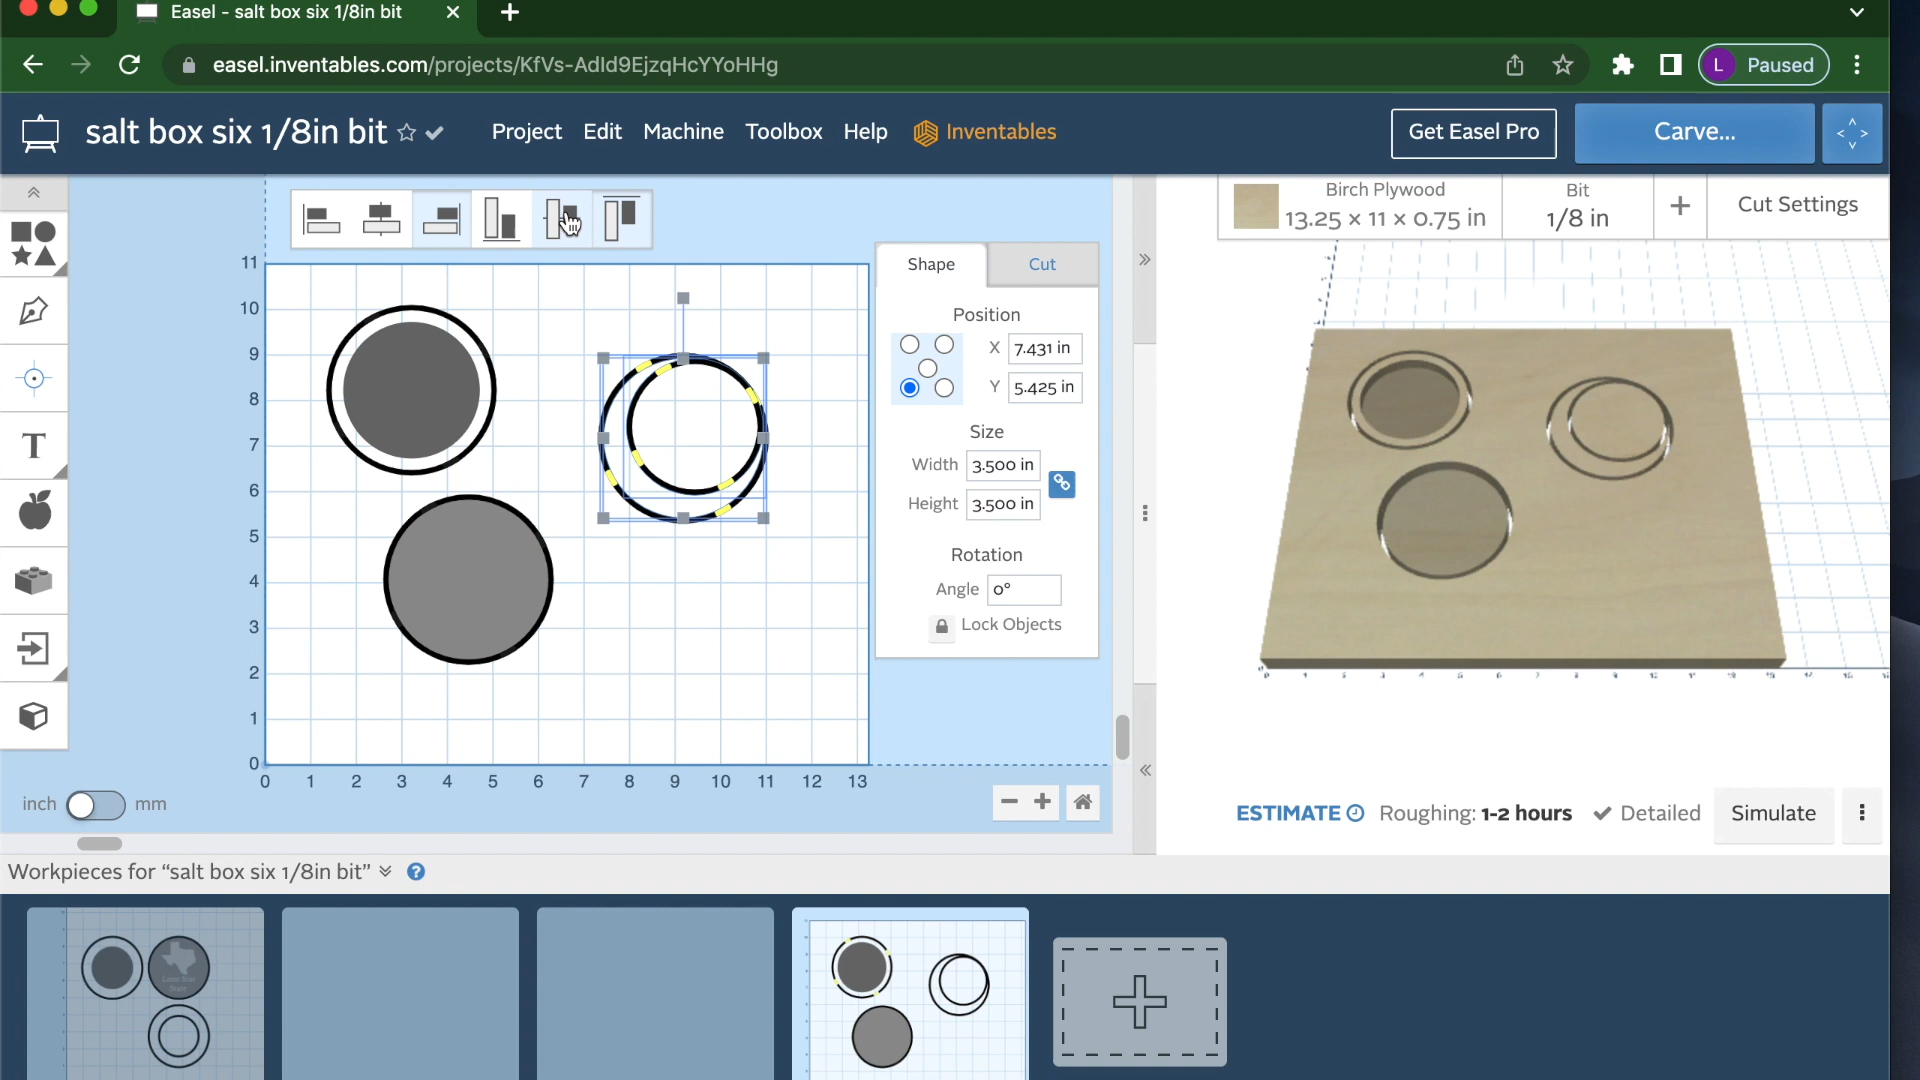 Easel - salt box six 1/8in bit
easel.inventables.com/projects/KfVs-AdId9EjzqHcYYoHHg
L Paused
salt box six 1/8in bit
Project Edit Machine Toolbox Help Inventables
Get Easel Pro
Carve...
Birch Plywood
13.25 × 11 × 0.75 in
Bit
1/8 in
Cut Settings
Shape
Cut
Position
X 7.431 in
Y 5.425 in
Size
Width 3.500 in
Height 3.500 in
Rotation
Angle 0°
Lock Objects
T
11
10
9
8
7
6
5
4
3
2
1
0
0 1 2 3 4 5 6 7 8 9 10 11 12 13
inch mm
ESTIMATE Roughing: 1-2 hours Detailed
Simulate
Workpieces for “salt box six 1/8in bit”
Lone Star
State